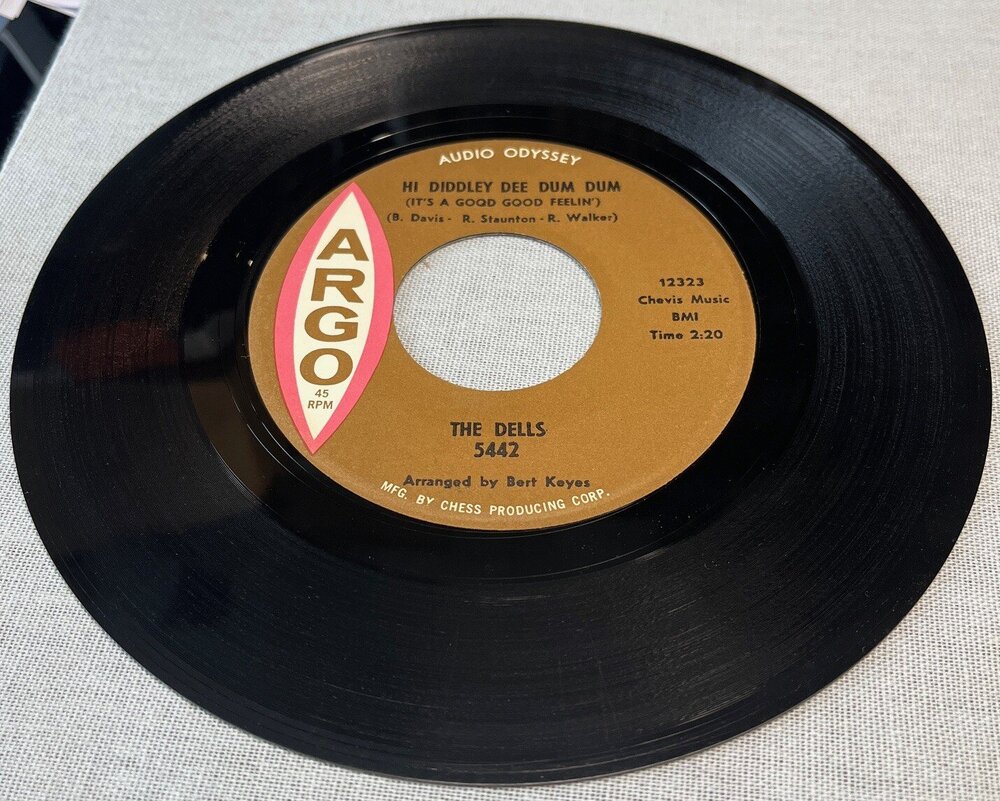 AUDIO ODYSSEY
HI DIDDLEY DEE DUM DUM
(IT'S A GOOD GOOD FEELIN')
(B. Davis - R. Staunton - R. Walker)
ARGO
45
RPM
12323
Chevis Music
BMI
Time 2:20
THE DELLS
5442
Arranged by Bert Keyes
MFG. BY CHESS PRODUCING CORP.